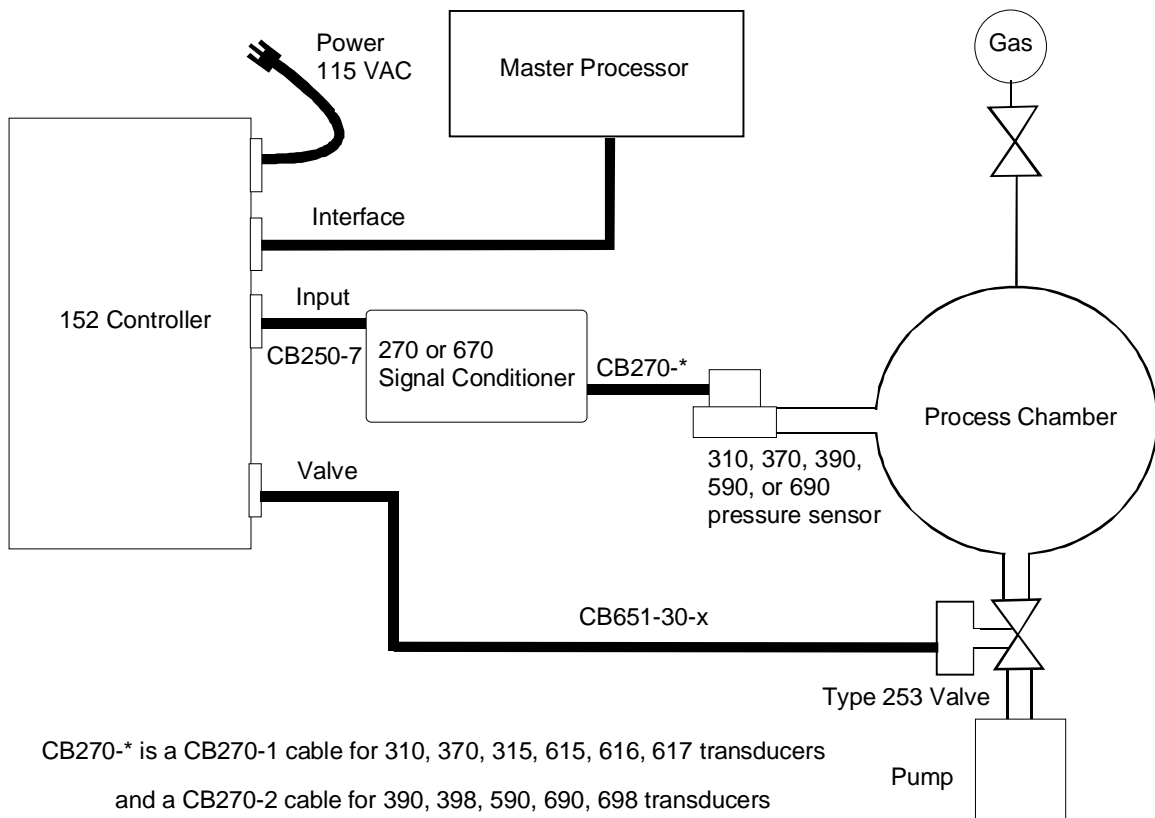 Power
115 VAC
Master Processor
Gas
Interface
Input
152 Controller
CB250-7
270 or 670
Signal Conditioner
CB270-*
Process Chamber
310, 370, 390,
590, or 690
pressure sensor
Valve
CB651-30-x
Type 253 Valve
CB270-* is a CB270-1 cable for 310, 370, 315, 615, 616, 617 transducers
and a CB270-2 cable for 390, 398, 590, 690, 698 transducers
Pump